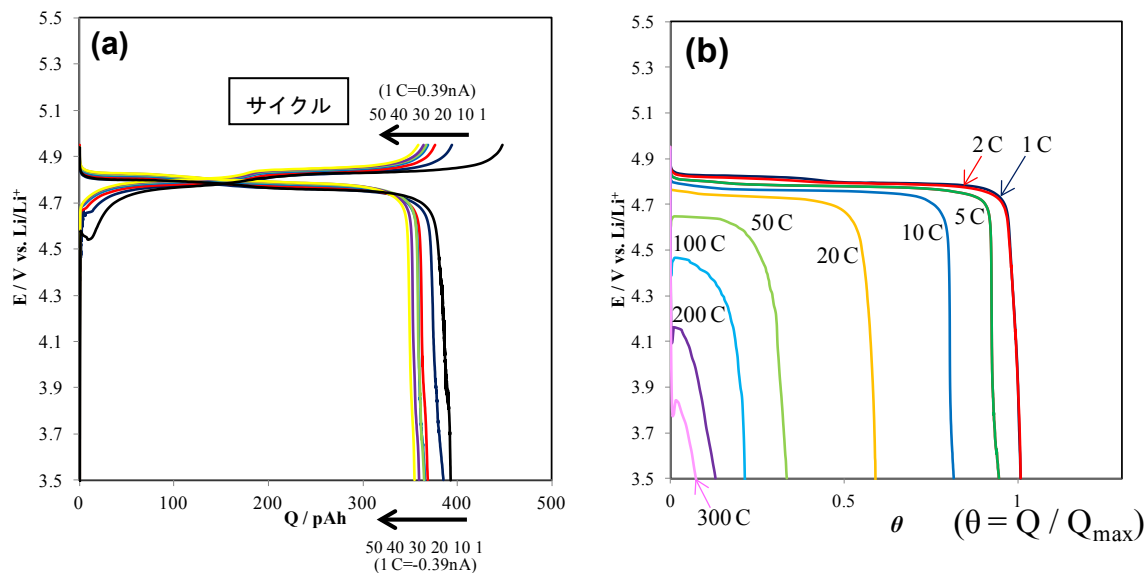 (a)
5.5
5.3
5.1
4.9
4.7
4.5
4.3
4.1
3.9
3.7
3.5
E / V vs. Li/Li⁺
サイクル
(1 C=0.39nA)
50 40 30 20 10 1
0 100 200 300 400 500
Q / pAh
50 40 30 20 10 1
(1C=-0.39nA)
(b)
5.5
5.3
5.1
4.9
4.7
4.5
4.3
4.1
3.9
3.7
3.5
E / V vs. Li/Li⁺
2 C
1 C
5 C
10 C
20 C
50 C
100 C
200 C
300 C
0 0.5 1
θ (θ = Q / Qmax)